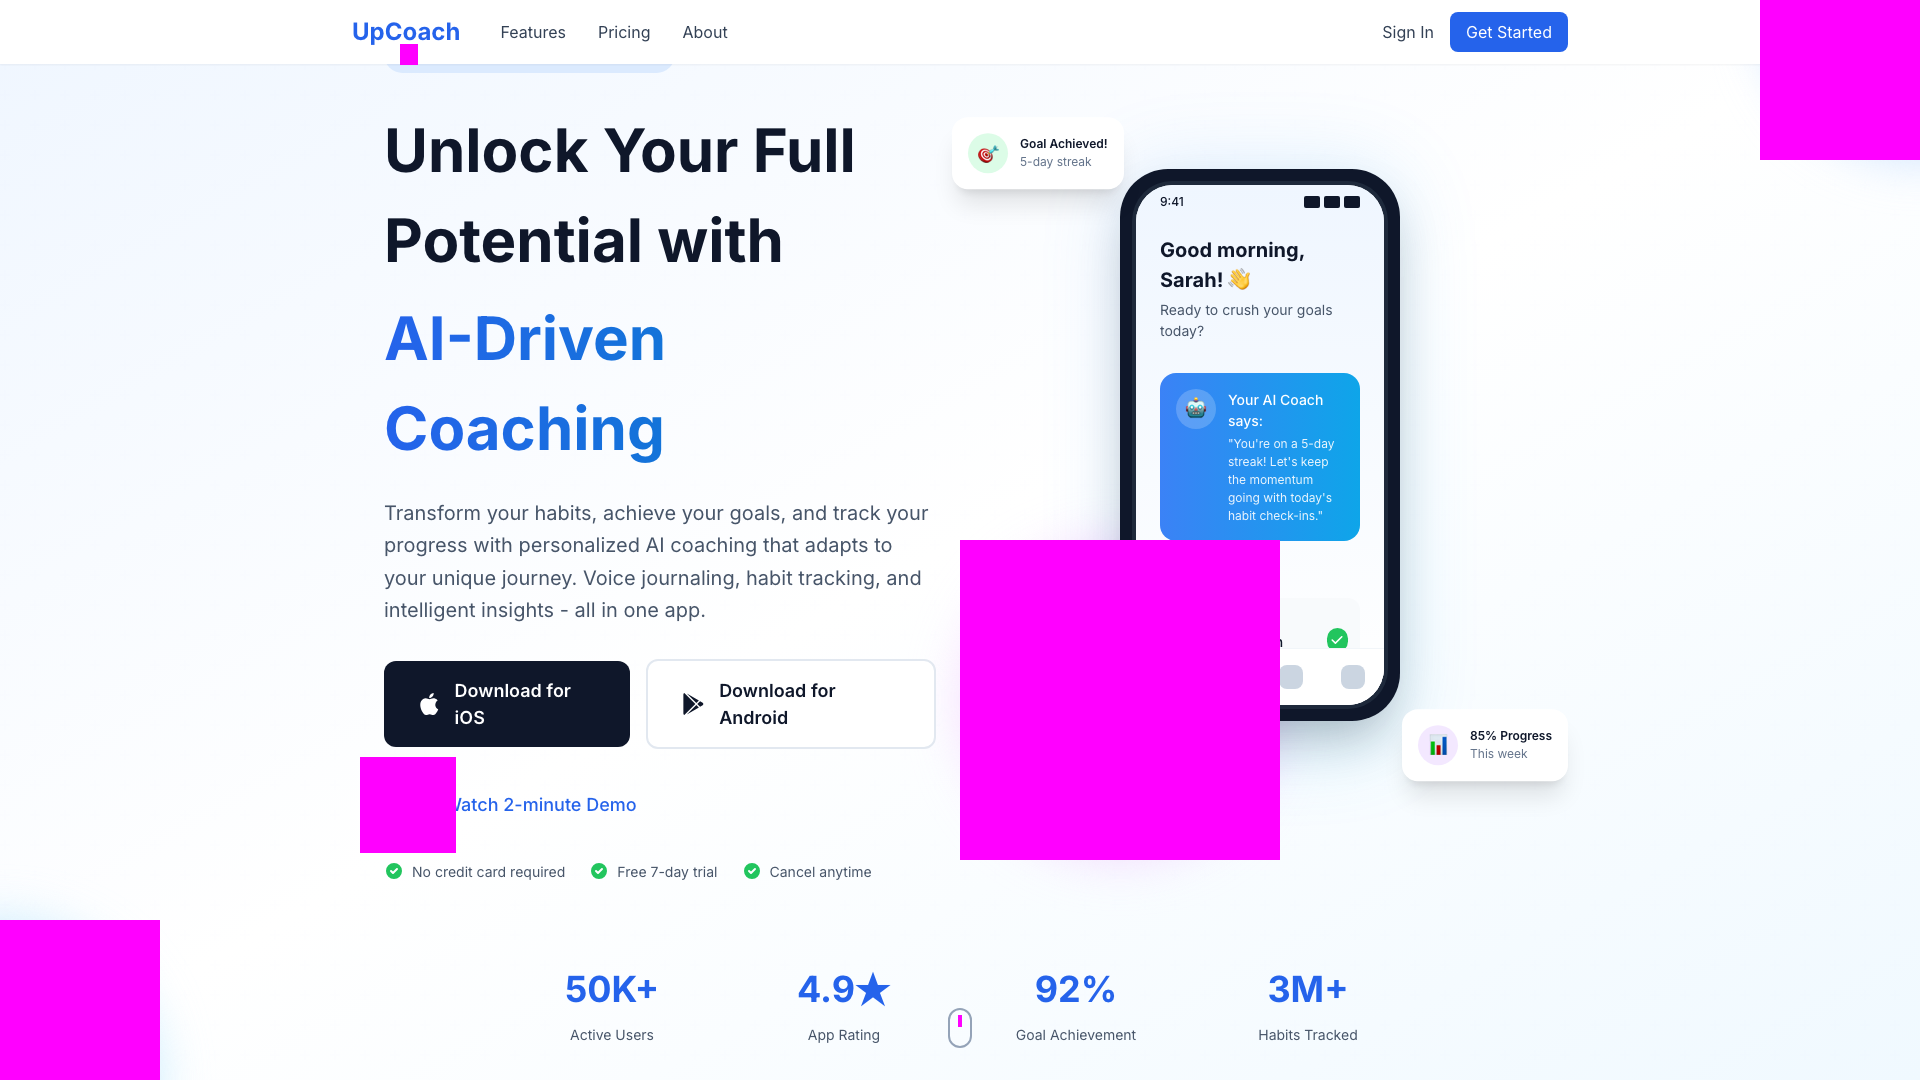 UpCoach
Features
Pricing
About
Sign In
Get Started
Unlock Your Full
Potential with
AI-Driven
Coaching
Transform your habits, achieve your goals, and track your
progress with personalized AI coaching that adapts to
your unique journey. Voice journaling, habit tracking, and
intelligent insights - all in one app.
Download for
iOS
Download for
Android
2-minute Demo
No credit card required
Free 7-day trial
Cancel anytime
Goal Achieved!
5-day streak
9:41
Good morning,
Sarah! 👋
Ready to crush your goals
today?
Your AI Coach
says:
"You're on a 5-day
streak! Let's keep
the momentum
going with today's
habit check-ins."
85% Progress
This week
50K+
Active Users
4.9★
App Rating
92%
Goal Achievement
3M+
Habits Tracked